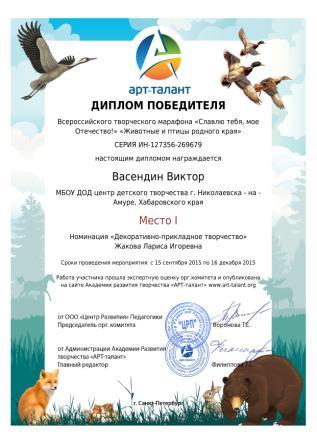 АРТ-ТАЛАНТ
ДИПЛОМ ПОБЕДИТЕЛЯ
Всероссийского творческого марафона «Славлю тебя, мое
Отечество!» «Животные и птицы родного края»
СЕРИЯ ИН-127356-269679
настоящим дипломом награждается
Васендин Виктор
МБОУ ДОД центр детского творчества г. Николаевска - на -
Амуре, Хабаровского края
Место I
Номинация «Декоративно-прикладное творчество»
Жакова Лариса Игоревна
Сроки проведения мероприятия: с 15 сентября 2015 по 16 декабря 2015
Работа участника прошла экспертную оценку орг.комитета и опубликована
на сайте Академии развития творчества «АРТ-талант» www.art-talant.org
от ООО «Центр Развития» Педагогики
Председатель орг. комитета Воронова Т.Е.
"ЦРП"
от Администрации Академии Развития
творчества «АРТ-талант»
Главный редактор Филиппова Т.Е.
г. Санкт-Петербург